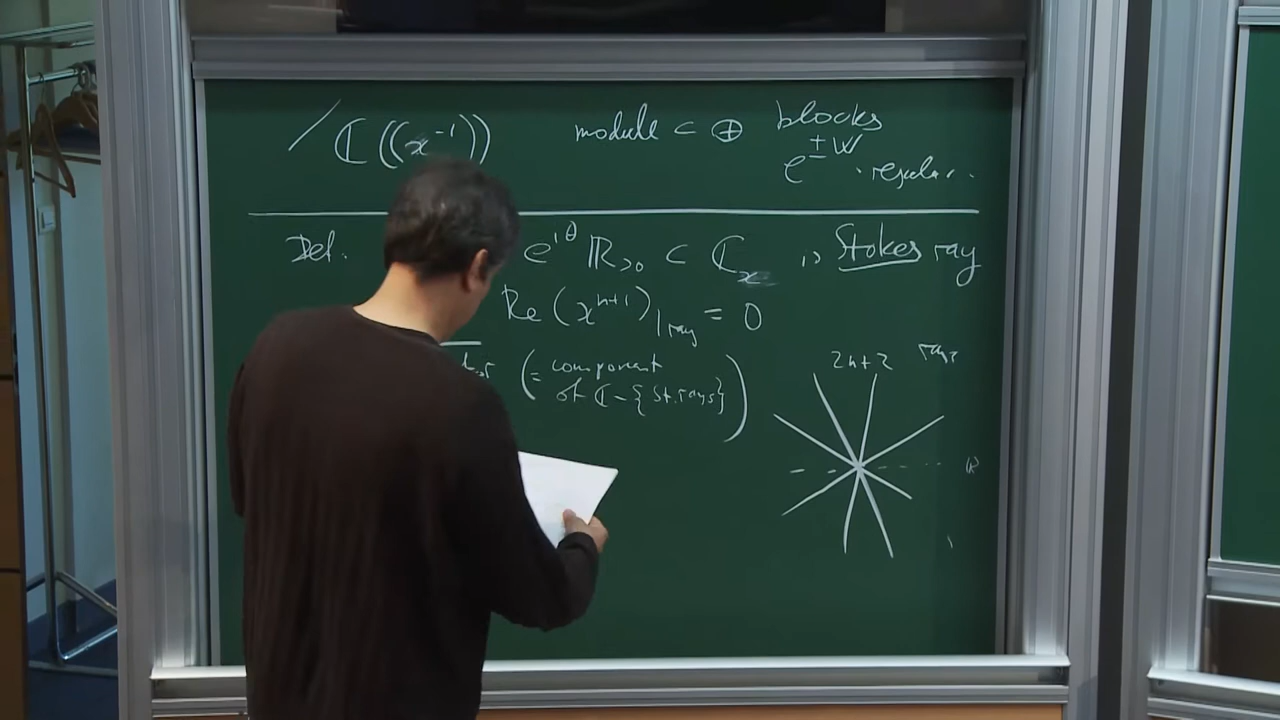 / ℂ((x⁻¹)) module ⊂ ⊕ blocks
e^{±W} · regular.
Def. e^{iθ} ℝ_{>0} ⊂ ℂ_x is Stokes ray
Re(x^{n+1})_{|ray} = 0
(= component
of ℂ - {St. rays})
2n+2 rays
ℝ